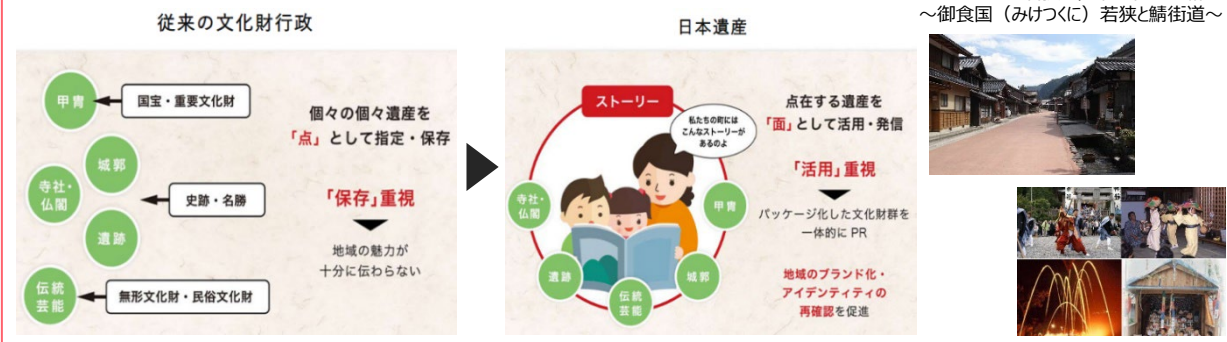 従来の文化財行政
甲冑
国宝・重要文化財
城郭
寺社・
仏閣
史跡・名勝
遺跡
伝統
芸能
無形文化財・民俗文化財
個々の個々遺産を
「点」として指定・保存
「保存」重視
地域の魅力が
十分に伝わらない
日本遺産
ストーリー
私たちの町には
こんなストーリーが
あるのよ
寺社・
仏閣
甲冑
遺跡
城郭
伝統
芸能
点在する遺産を
「面」として活用・発信
「活用」重視
パッケージ化した文化財群を
一体的に PR
地域のブランド化・
アイデンティティの
再確認を促進
～御食国（みけつくに）若狭と鯖街道～